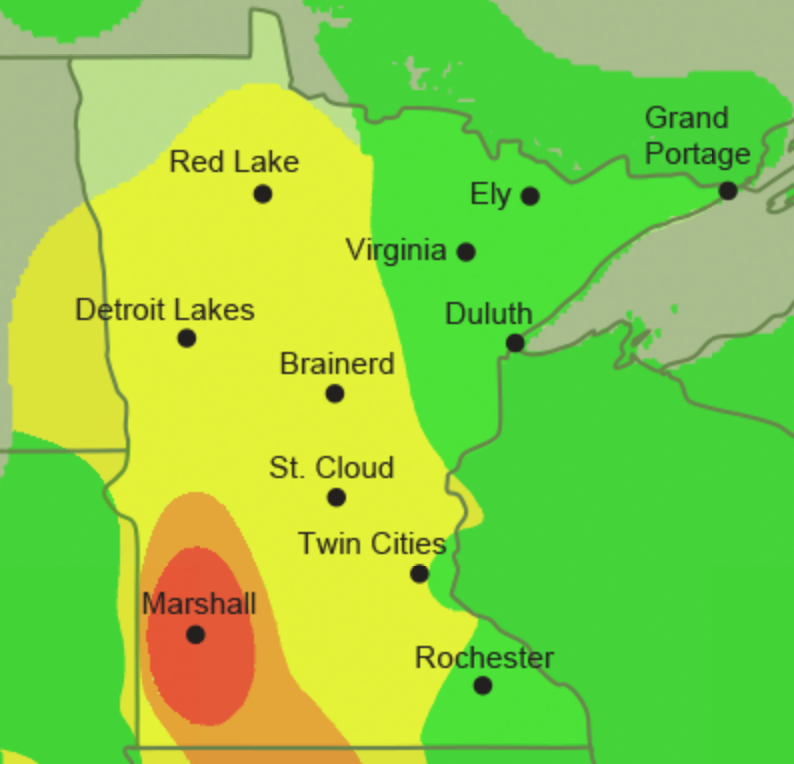 Grand
Portage
Red Lake
Ely
Virginia
Detroit Lakes
Duluth
Brainerd
St. Cloud
Twin Cities
Marshall
Rochester